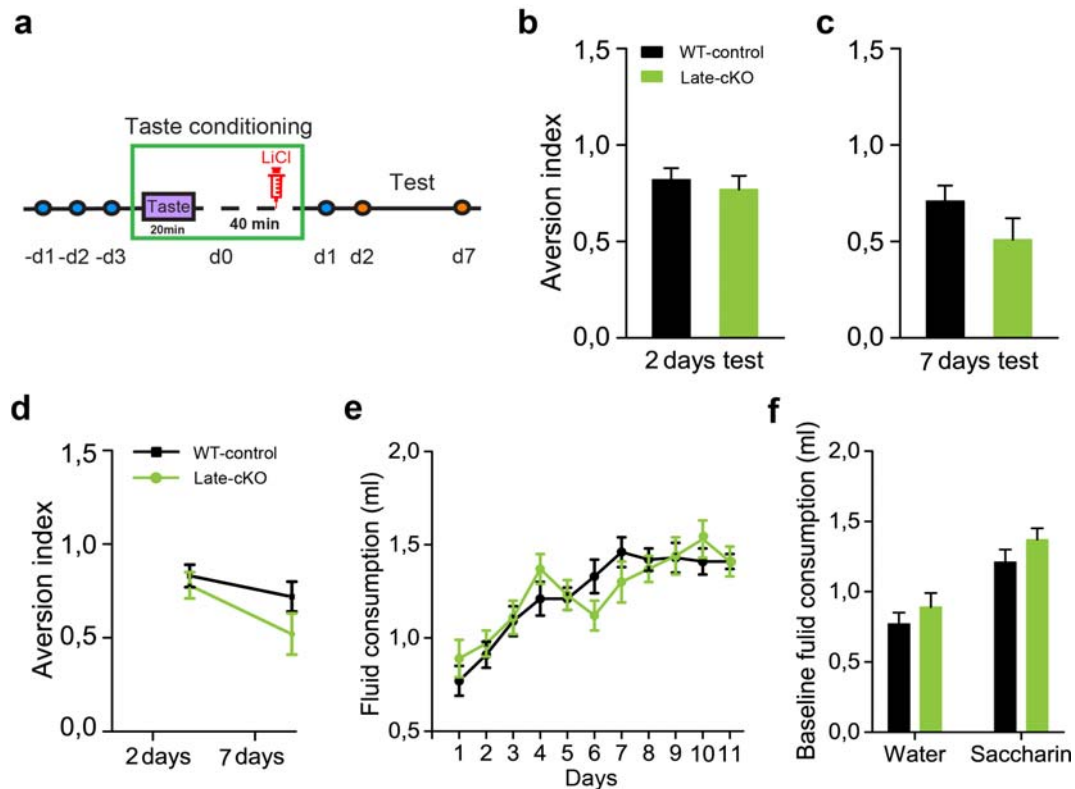 a
Taste conditioning
LiCl
Taste
20min
40 min
Test
-d1 -d2 -d3 d0 d1 d2 d7
b
WT-control
Late-cKO
Aversion index
1,5
1,0
0,5
0,0
2 days test
c
1,5
1,0
0,5
0,0
7 days test
d
WT-control
Late-cKO
Aversion index
1,5
1,0
0,5
0,0
2 days 7 days
e
Fluid consumption (ml)
2,0
1,5
1,0
0,5
1 2 3 4 5 6 7 8 9 10 11
Days
f
Baseline fulid consumption (ml)
2,0
1,5
1,0
0,5
0,0
Water Saccharin